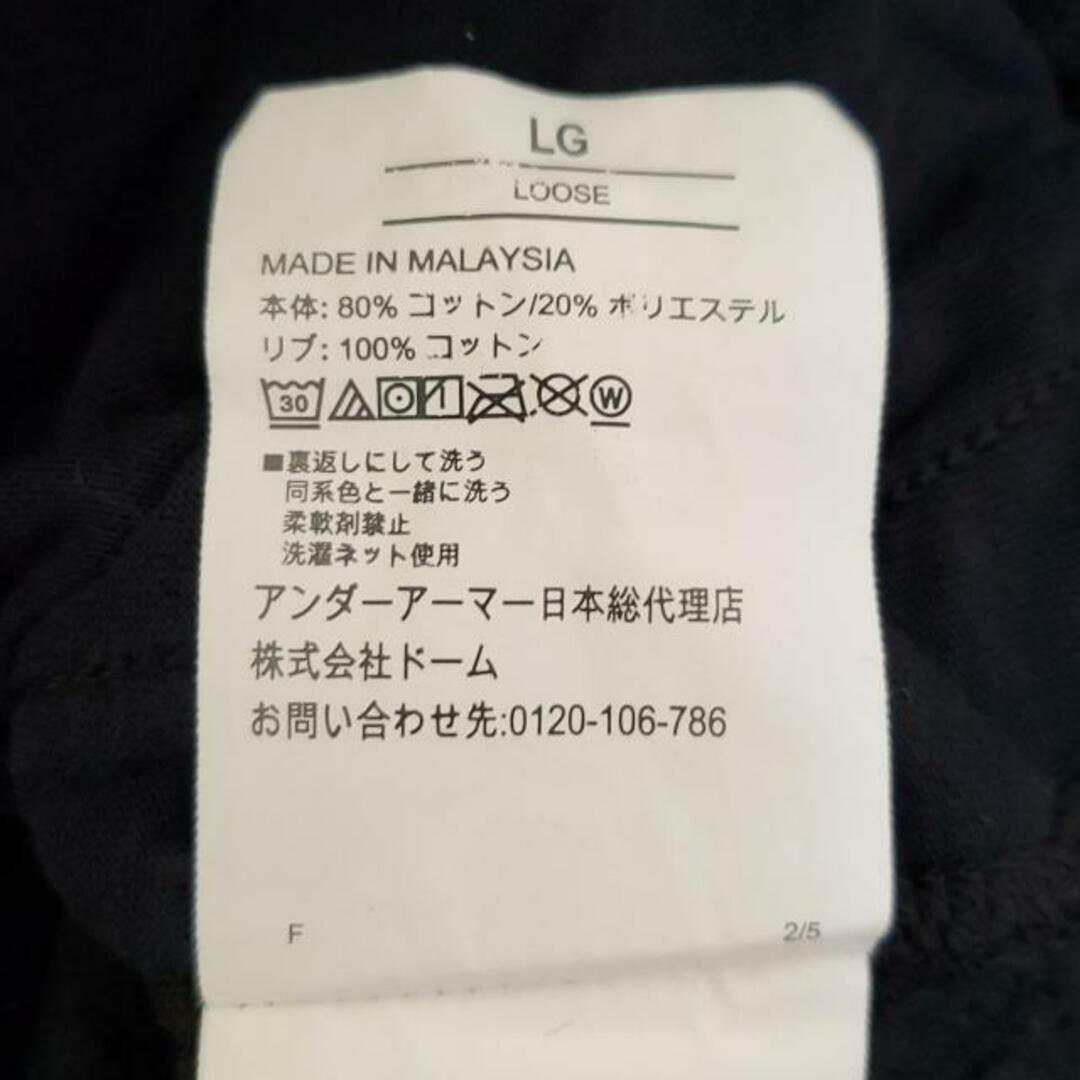 LG
LOOSE
MADE IN MALAYSIA
本体: 80% コットン/20% ポリエステル
リブ: 100% コットン
30 W
■裏返しにして洗う
同系色と一緒に洗う
柔軟剤禁止
洗濯ネット使用
アンダーアーマー日本総代理店
株式会社ドーム
お問い合わせ先:0120-106-786
F 2/5